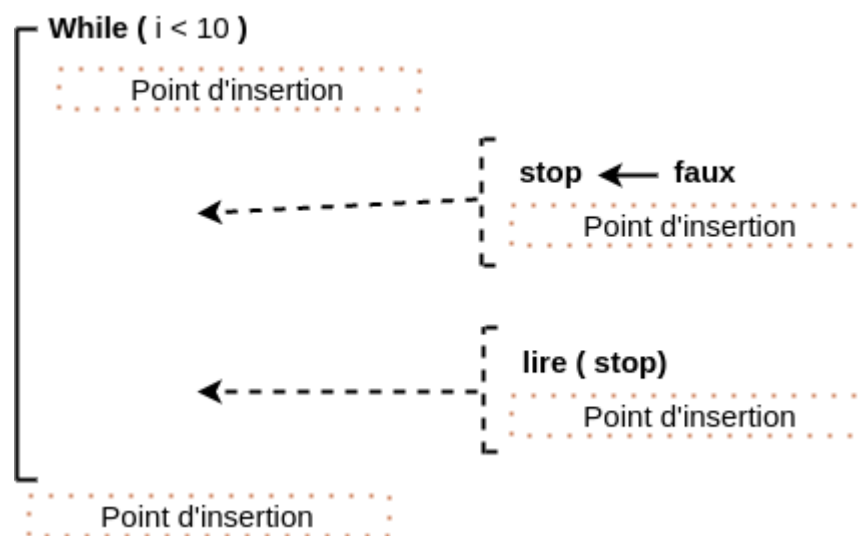 While ( i < 10 )
Point d'insertion
stop ← faux
Point d'insertion
lire ( stop)
Point d'insertion
Point d'insertion